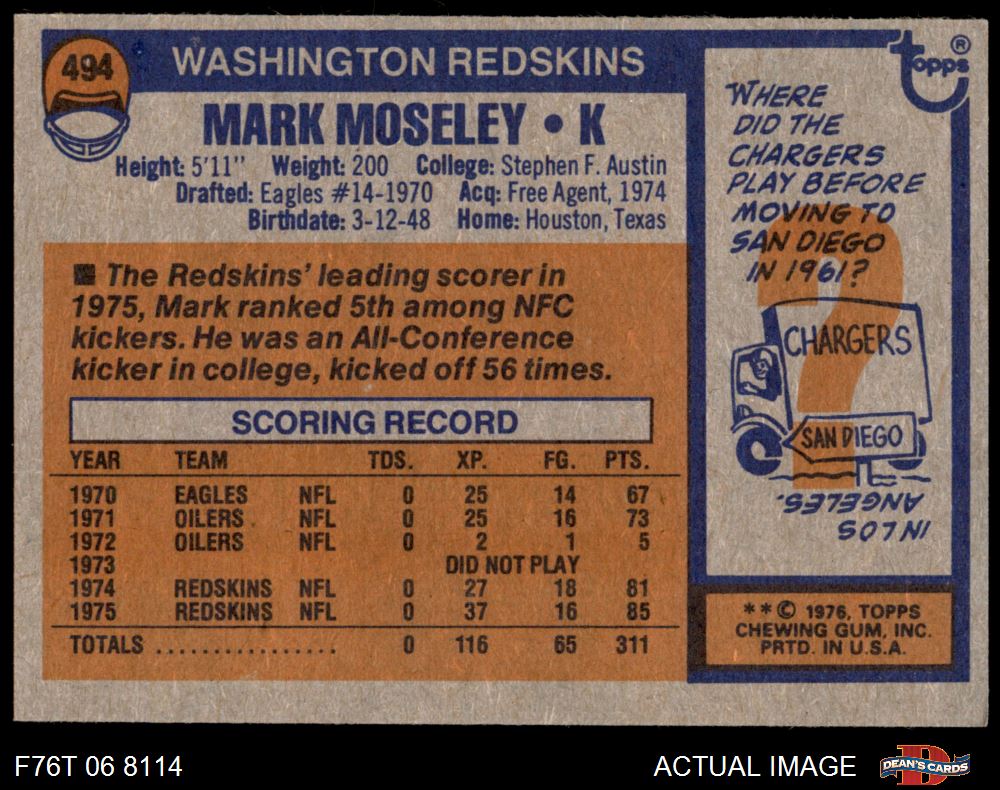 494
WASHINGTON REDSKINS
MARK MOSELEY • K
Height: 5'11" Weight: 200 College: Stephen F. Austin
Drafted: Eagles #14-1970 Acq: Free Agent, 1974
Birthdate: 3-12-48 Home: Houston, Texas
■ The Redskins' leading scorer in
1975, Mark ranked 5th among NFC
kickers. He was an All-Conference
kicker in college, kicked off 56 times.
SCORING RECORD
YEAR TEAM TDS. XP. FG. PTS.
1970 EAGLES NFL 0 25 14 67
1971 OILERS NFL 0 25 16 73
1972 OILERS NFL 0 2 1 5
1973 DID NOT PLAY
1974 REDSKINS NFL 0 27 18 81
1975 REDSKINS NFL 0 37 16 85
TOTALS ................ 0 116 65 311
topps ®
WHERE
DID THE
CHARGERS
PLAY BEFORE
MOVING TO
SAN DIEGO
IN 1961?
?
CHARGERS
SAN DIEGO
IN LOS
ANGELES.
**© 1976, TOPPS
CHEWING GUM, INC.
PRTD. IN U.S.A.
F76T 06 8114
ACTUAL IMAGE
D
DEAN'S CARDS